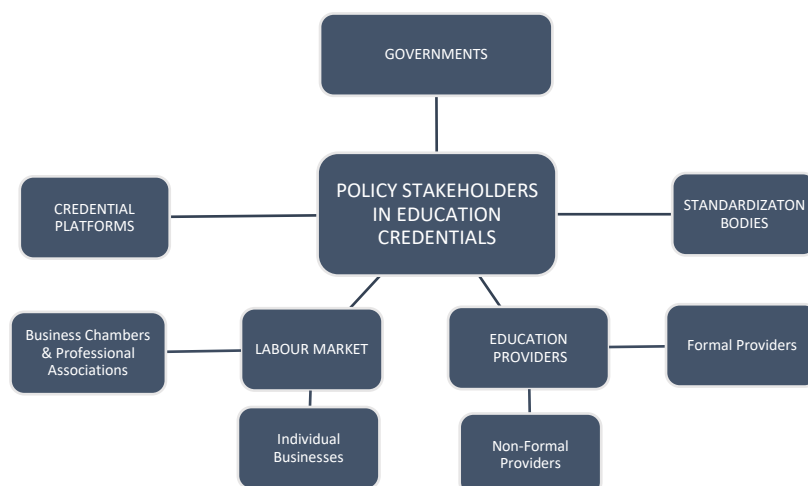 GOVERNMENTS
POLICY STAKEHOLDERS
IN EDUCATION
CREDENTIALS
CREDENTIAL
PLATFORMS
STANDARDIZATON
BODIES
Business Chambers
& Professional
Associations
LABOUR MARKET
EDUCATION
PROVIDERS
Formal Providers
Individual
Businesses
Non-Formal
Providers